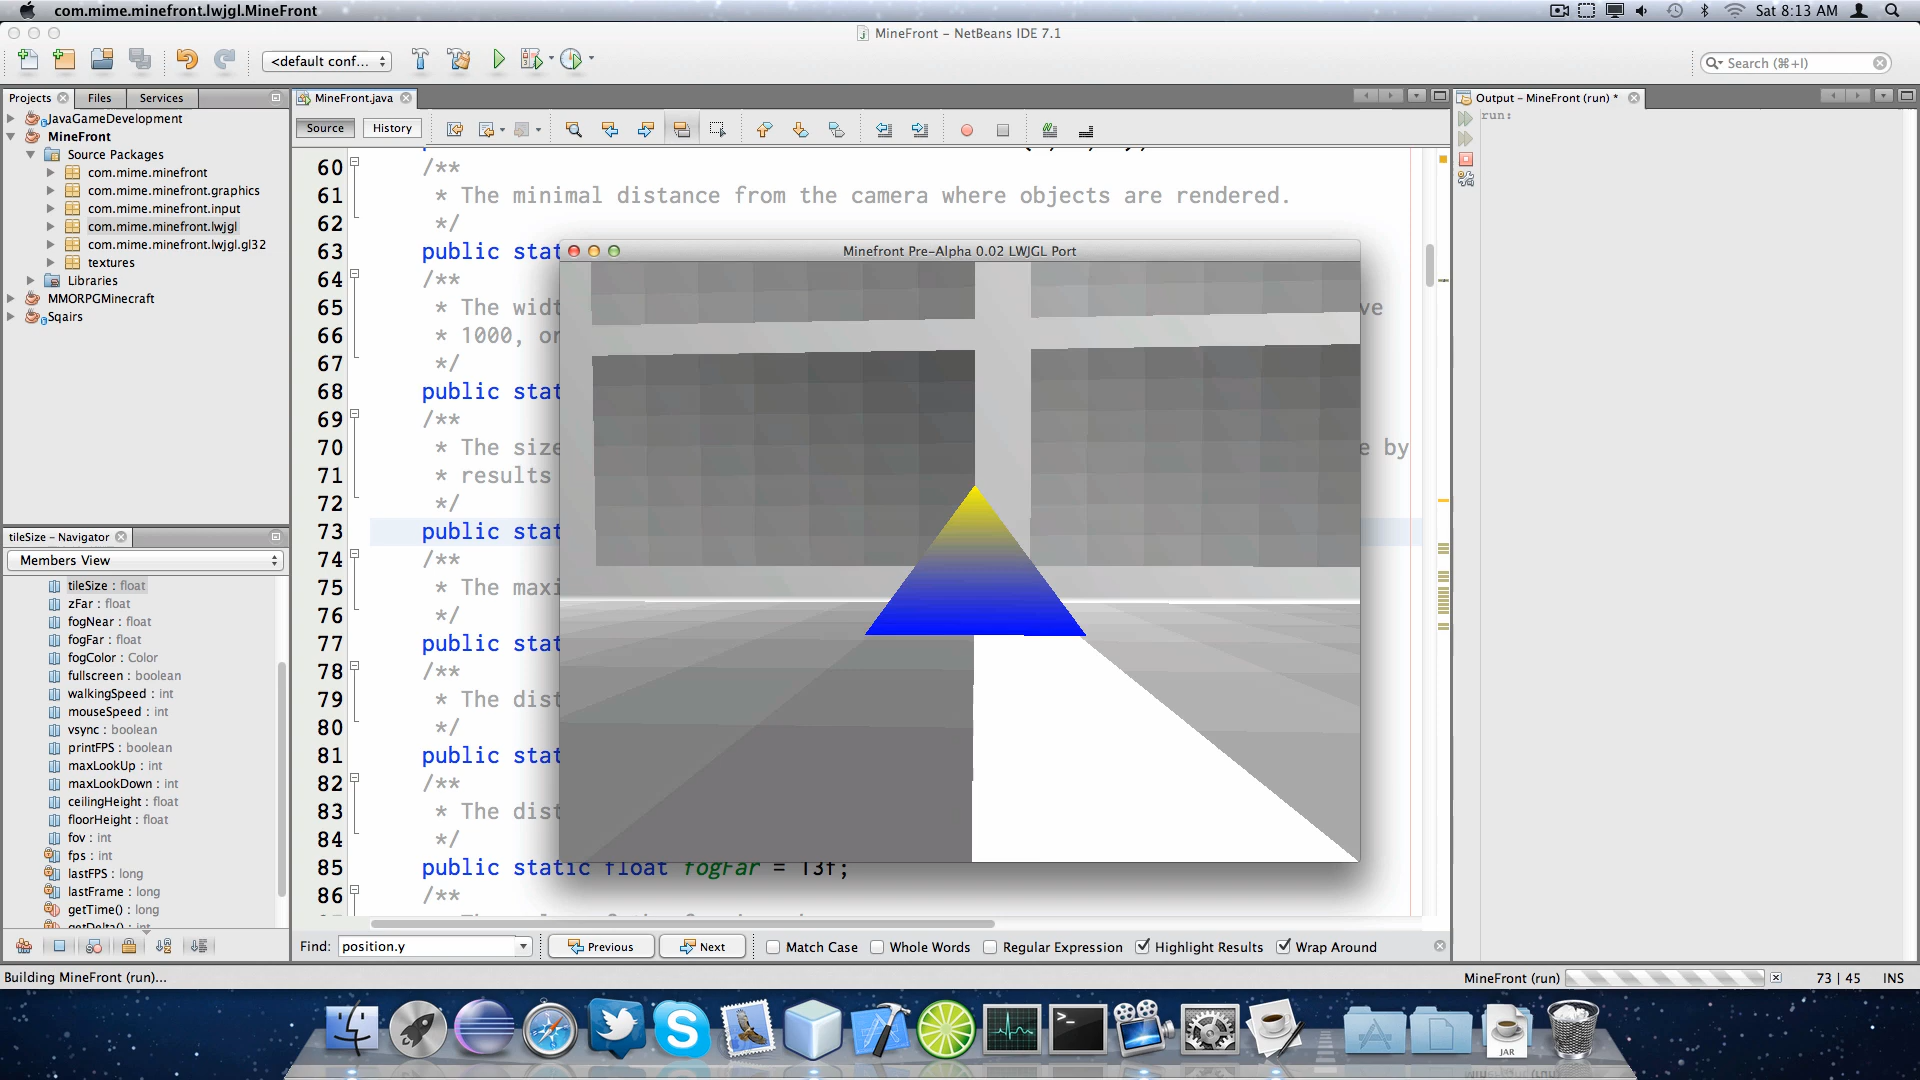 com.mime.minefront.lwjgl.MineFront
Sat 8:13 AM
MineFront – NetBeans IDE 7.1
<default conf...
Search (⌘+I)
Projects
Files
Services
JavaGameDevelopment
MineFront
Source Packages
com.mime.minefront
com.mime.minefront.graphics
com.mime.minefront.input
com.mime.minefront.lwjgl
com.mime.minefront.lwjgl.gl32
textures
Libraries
MMORPGMinecraft
Sqairs
tileSize – Navigator
Members View
tileSize : float
zFar : float
fogNear : float
fogFar : float
fogColor : Color
fullscreen : boolean
walkingSpeed : int
mouseSpeed : int
vsync : boolean
printFPS : boolean
maxLookUp : int
maxLookDown : int
ceilingHeight : float
floorHeight : float
fov : int
fps : int
lastFPS : long
lastFrame : long
getTime() : long
getDelta() : int
MineFront.java
Source
History
60 /**
61 * The minimal distance from the camera where objects are rendered.
62 */
63 public stat
64 /**
65 * The widt
ve
66 * 1000, or
67 */
68 public stat
69 /**
70 * The size
e by
71 * results
72 */
73 public stat
74 /**
75 * The maxi
76 */
77 public stat
78 /**
79 * The dist
80 */
81 public stat
82 /**
83 * The dist
84 */
85 public static float fogFar = 13f;
86 /**
Minefront Pre-Alpha 0.02 LWJGL Port
Find: position.y
Previous
Next
Match Case
Whole Words
Regular Expression
Highlight Results
Wrap Around
Output – MineFront (run) *
run:
Building MineFront (run)...
MineFront (run)
73 | 45
INS
JAR